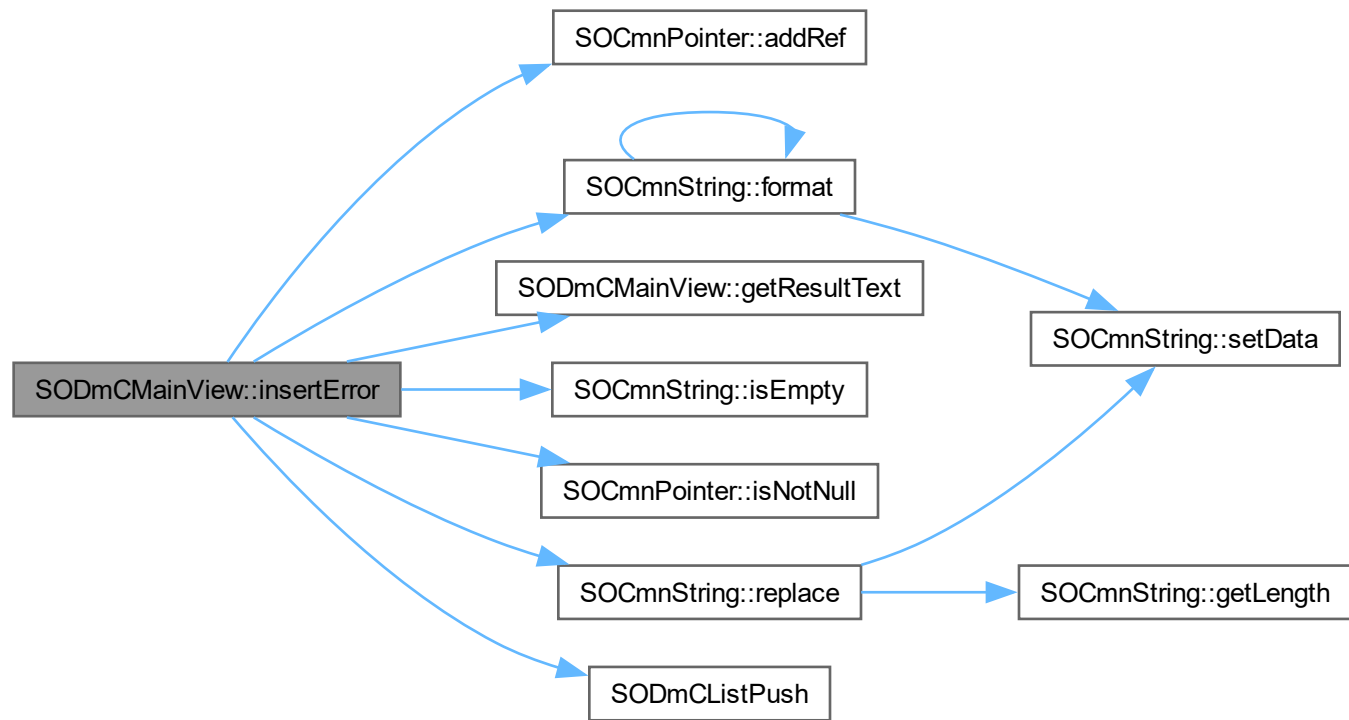 SOCmnPointer::addRef
SOCmnString::format
SODmCMainView::getResultText
SOCmnString::setData
SODmCMainView::insertError
SOCmnString::isEmpty
SOCmnPointer::isNotNull
SOCmnString::replace
SOCmnString::getLength
SODmCListPush